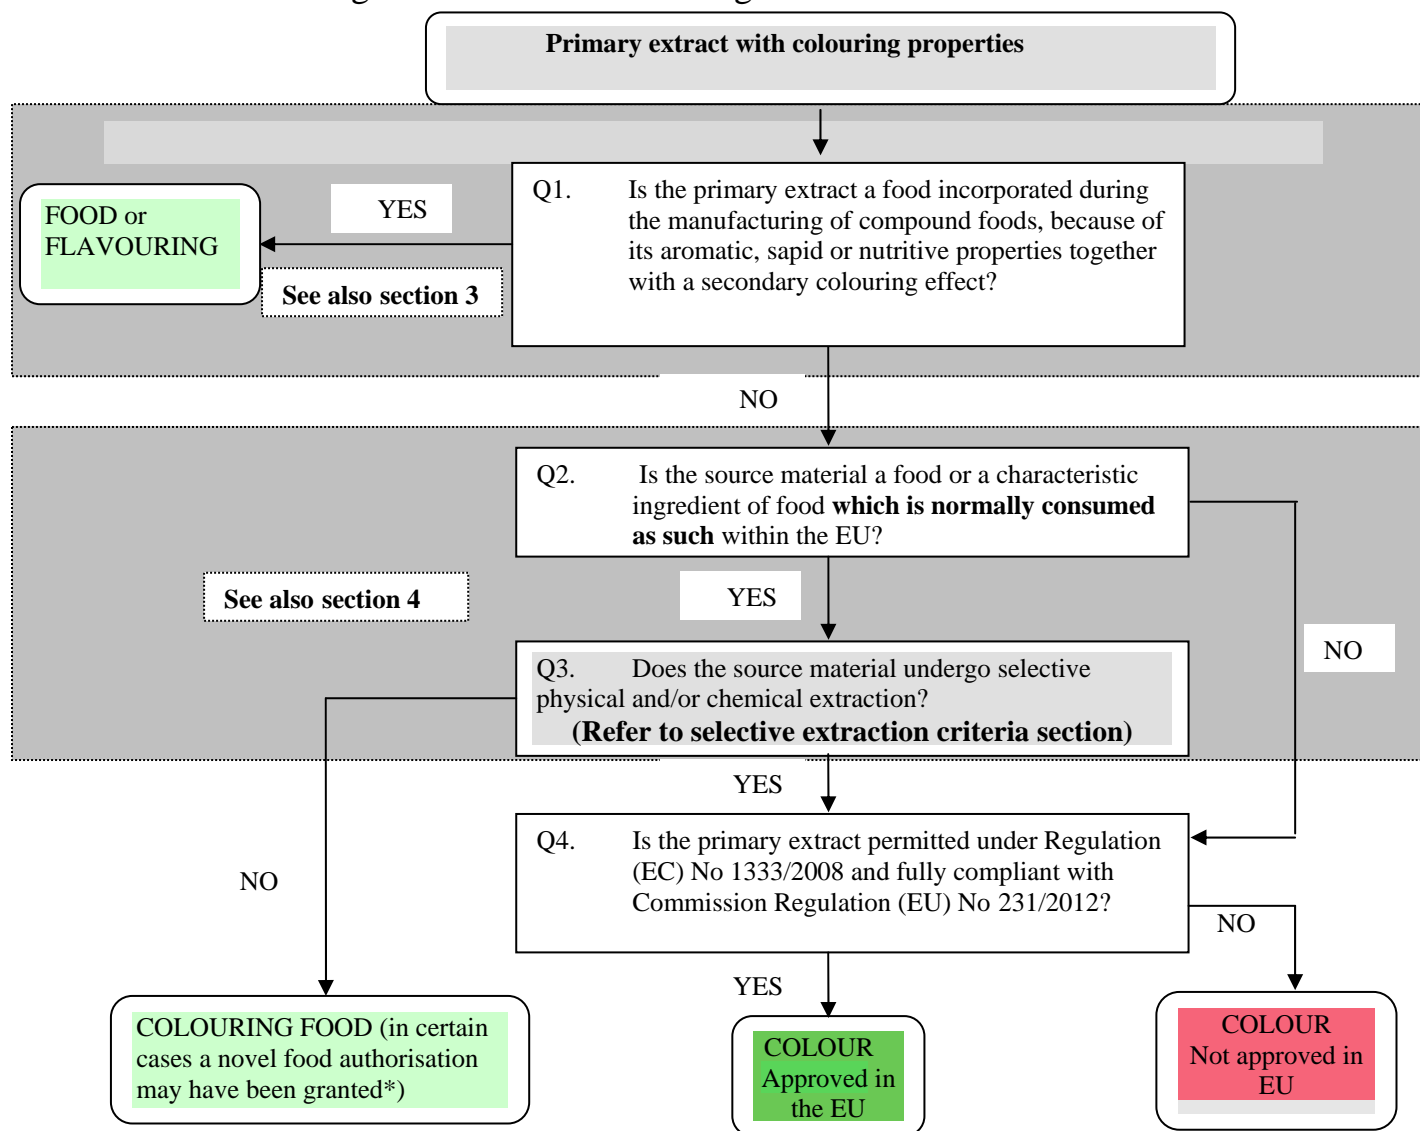 Primary extract with colouring properties
Q1. Is the primary extract a food incorporated during
the manufacturing of compound foods, because of
its aromatic, sapid or nutritive properties together
with a secondary colouring effect?
YES
FOOD or
FLAVOURING
See also section 3
NO
Q2. Is the source material a food or a characteristic
ingredient of food which is normally consumed
as such within the EU?
See also section 4
YES
NO
Q3. Does the source material undergo selective
physical and/or chemical extraction?
(Refer to selective extraction criteria section)
YES
NO
Q4. Is the primary extract permitted under Regulation
(EC) No 1333/2008 and fully compliant with
Commission Regulation (EU) No 231/2012?
NO
YES
COLOURING FOOD (in certain
cases a novel food authorisation
may have been granted*)
COLOUR
Approved in
the EU
COLOUR
Not approved in
EU